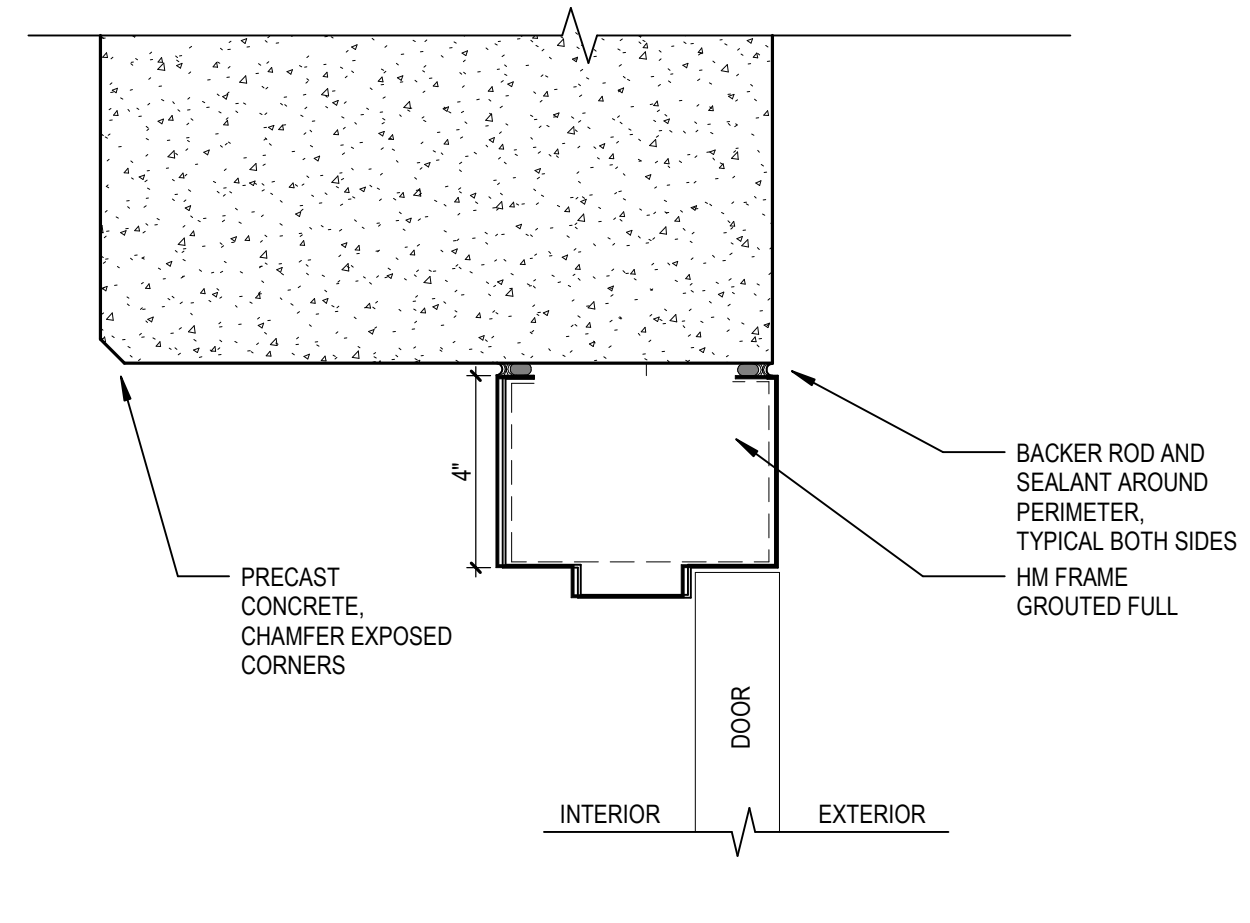 4"
BACKER ROD AND
SEALANT AROUND
PERIMETER,
TYPICAL BOTH SIDES
HM FRAME
GROUTED FULL
PRECAST
CONCRETE,
CHAMFER EXPOSED
CORNERS
DOOR
INTERIOR
EXTERIOR